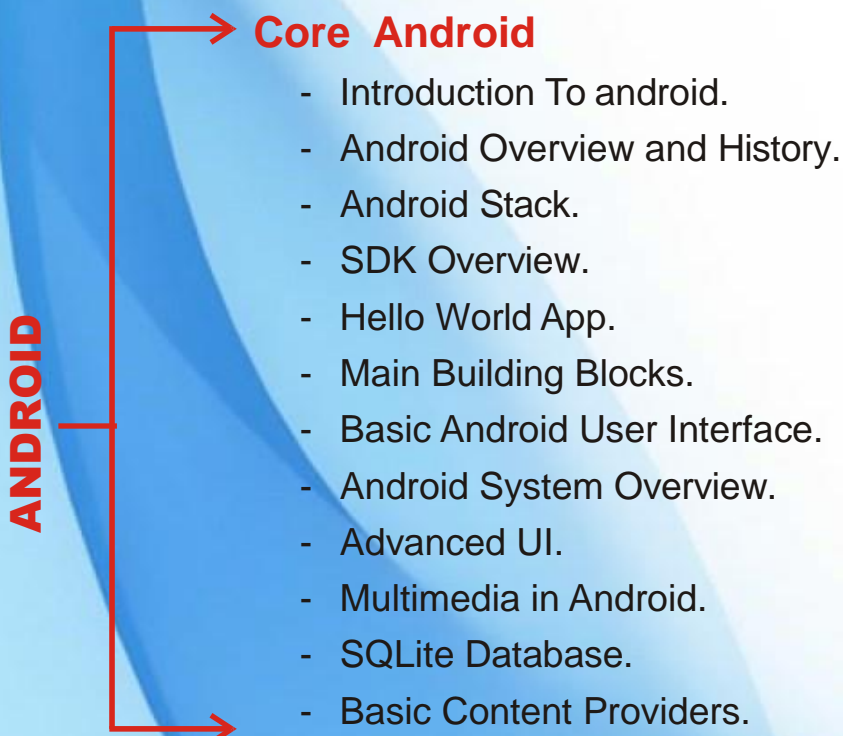 Core Android
- Introduction To android.
- Android Overview and History.
- Android Stack.
- SDK Overview.
- Hello World App.
- Main Building Blocks.
- Basic Android User Interface.
- Android System Overview.
- Advanced UI.
- Multimedia in Android.
- SQLite Database.
- Basic Content Providers.
ANDROID